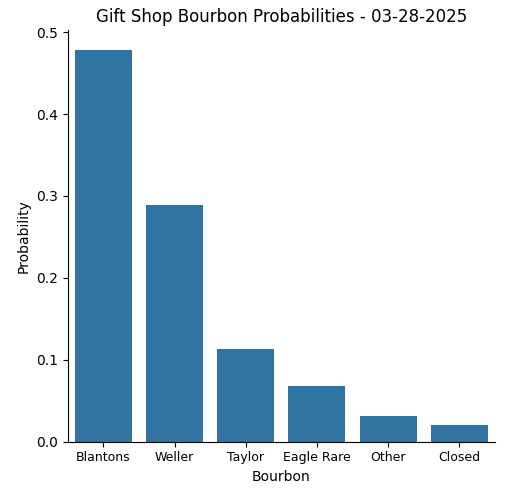 Gift Shop Bourbon Probabilities - 03-28-2025
0.5
0.4
0.3
0.2
0.1
0.0
Probability
Blantons Weller Taylor Eagle Rare Other Closed
Bourbon